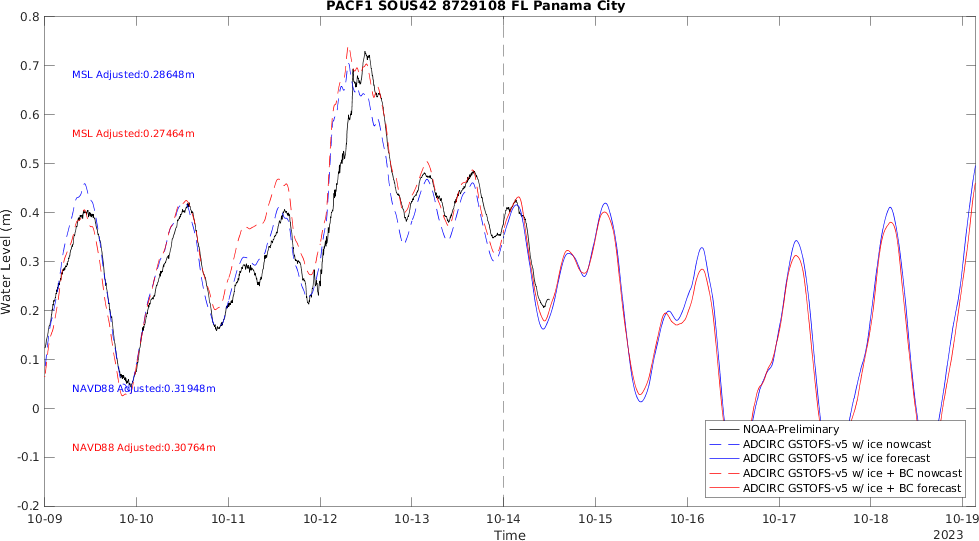 PACF1 SOUS42 8729108 FL Panama City
0.8
0.7
0.6
0.5
0.4
0.3
0.2
0.1
0
-0.1
-0.2
Water Level (m)
MSL Adjusted:0.28648m
MSL Adjusted:0.27464m
NAVD88 Adjusted:0.31948m
NAVD88 Adjusted:0.30764m
NOAA-Preliminary
ADCIRC GSTOFS-v5 w/ ice nowcast
ADCIRC GSTOFS-v5 w/ ice forecast
ADCIRC GSTOFS-v5 w/ ice + BC nowcast
ADCIRC GSTOFS-v5 w/ ice + BC forecast
10-09 10-10 10-11 10-12 10-13 10-14 10-15 10-16 10-17 10-18 10-19
Time
2023